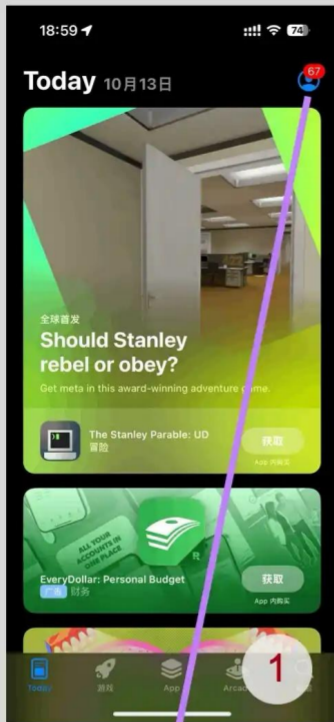 18:59
74
Today 10月13日
67
全球首发
Should Stanley
rebel or obey?
Get meta in this award-winning adventure game.
The Stanley Parable: UD
冒险
获取
App 内购买
ALL YOUR
ACCOUNTS IN
ONE PLACE
EveryDollar: Personal Budget
广告 财务
获取
App 内购买
Today
游戏
App
Arcade
1